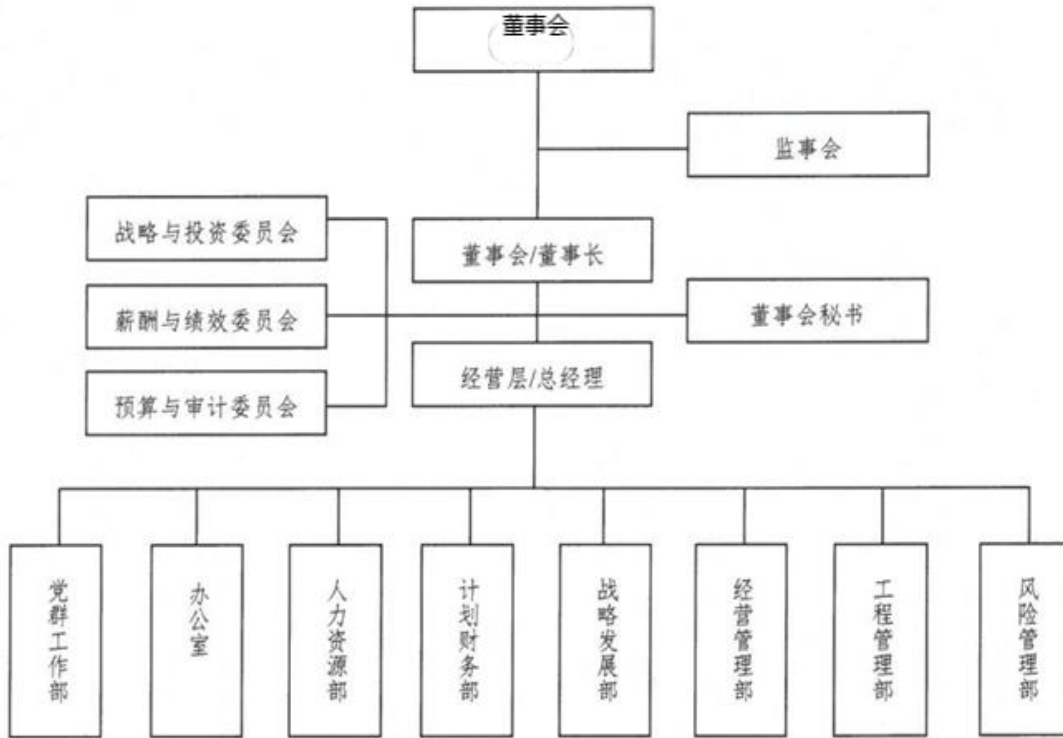 董事会
监事会
战略与投资委员会
董事会/董事长
薪酬与绩效委员会
董事会秘书
经营层/总经理
预算与审计委员会
党群工作部
办公室
人力资源部
计划财务部
战略发展部
经营管理部
工程管理部
风险管理部